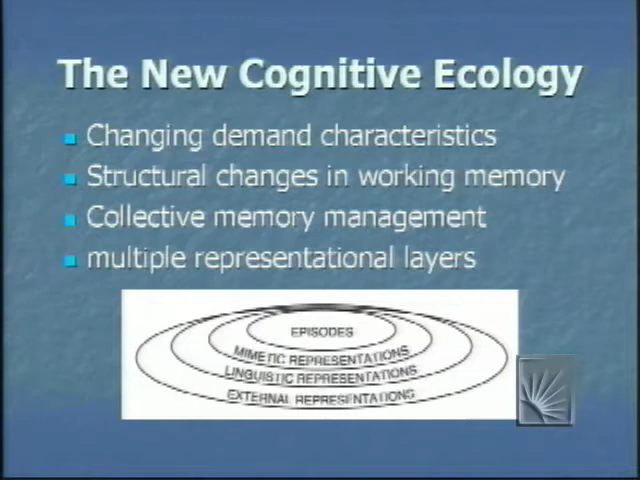 The New Cognitive Ecology
Changing demand characteristics
Structural changes in working memory
Collective memory management
multiple representational layers
EPISODES
MIMETIC REPRESENTATIONS
LINGUISTIC REPRESENTATIONS
EXTERNAL REPRESENTATIONS